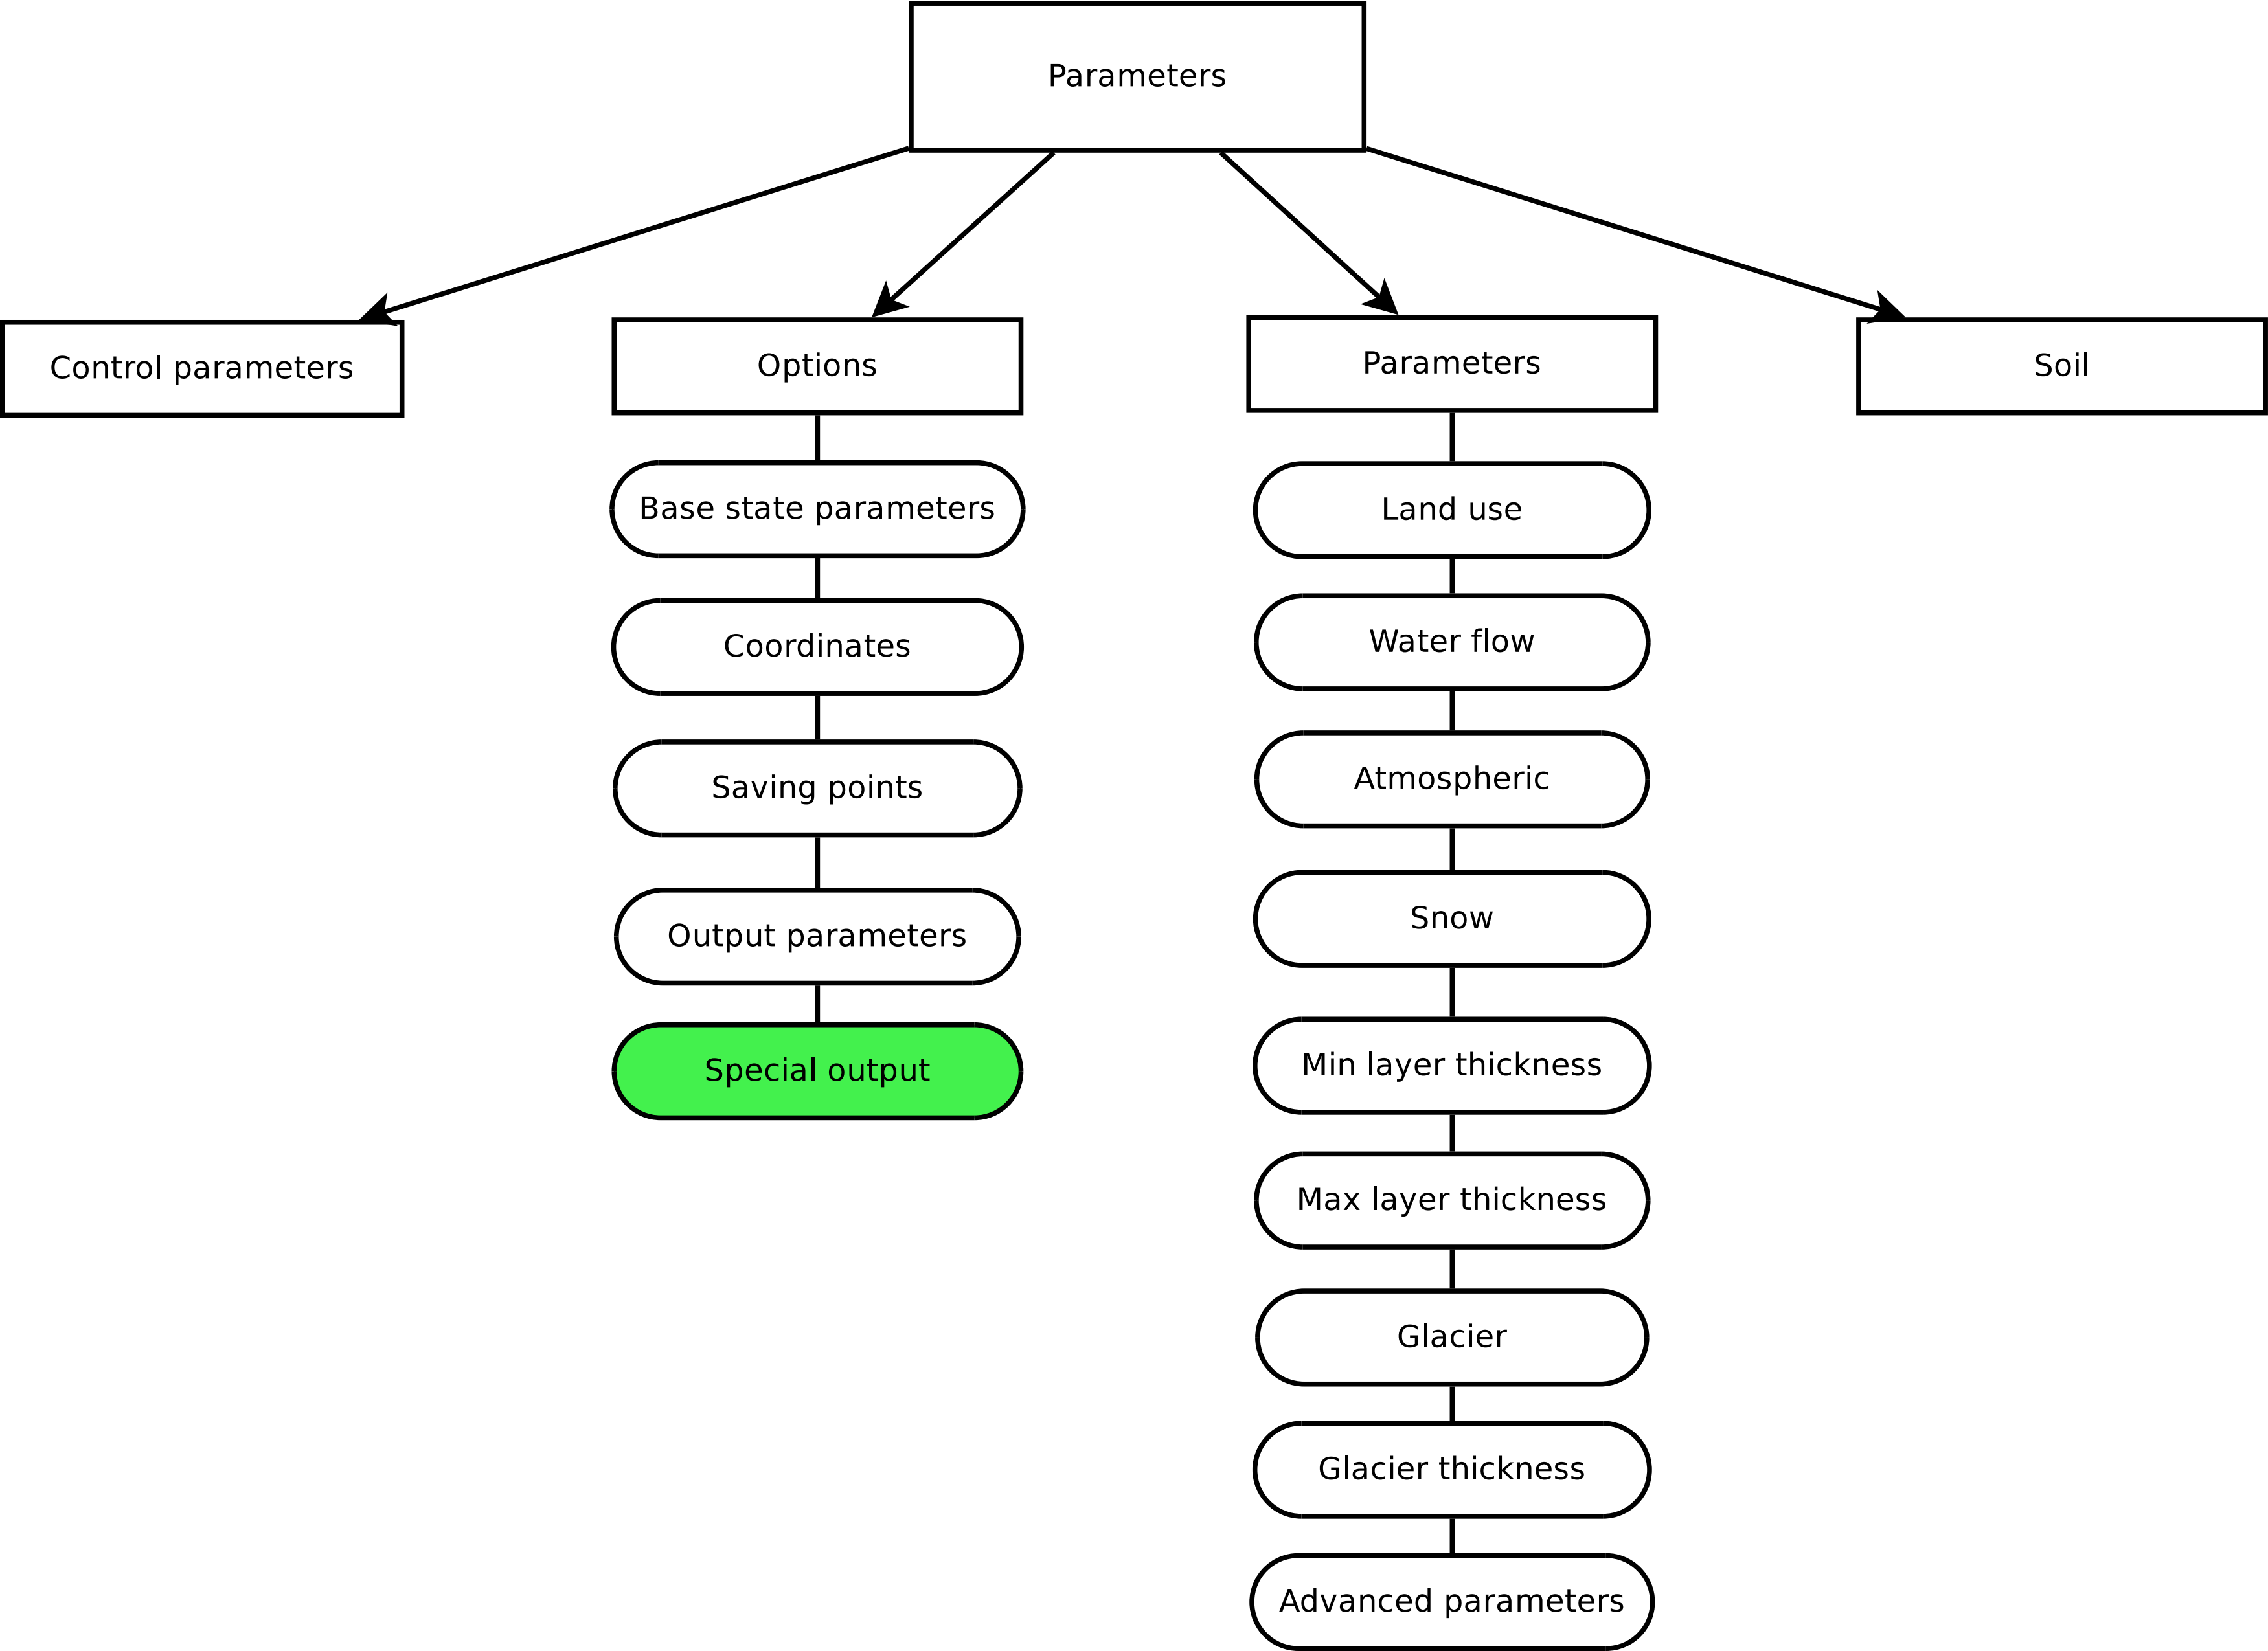 Parameters
Control parameters
Options
Parameters
Soil
Base state parameters
Coordinates
Saving points
Output parameters
Special output
Land use
Water flow
Atmospheric
Snow
Min layer thickness
Max layer thickness
Glacier
Glacier thickness
Advanced parameters